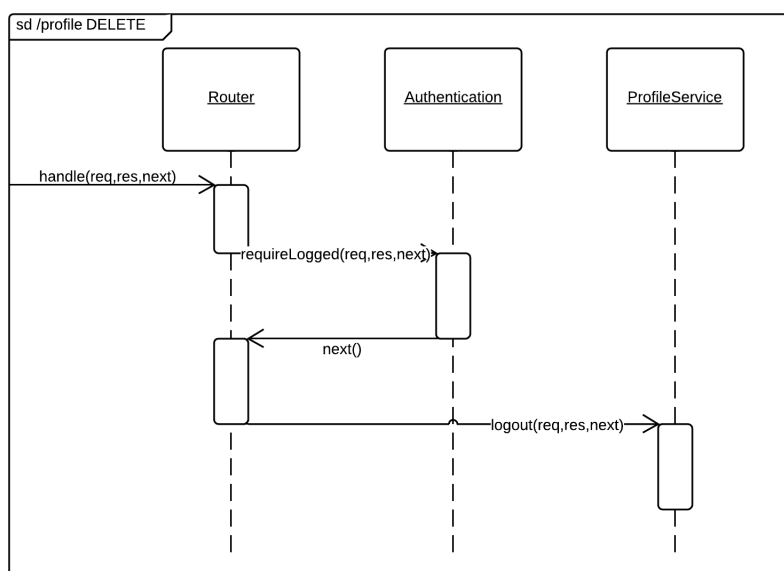 sd /profile DELETE
Router
Authentication
ProfileService
handle(req,res,next)
requireLogged(req,res,next)
next()
logout(req,res,next)